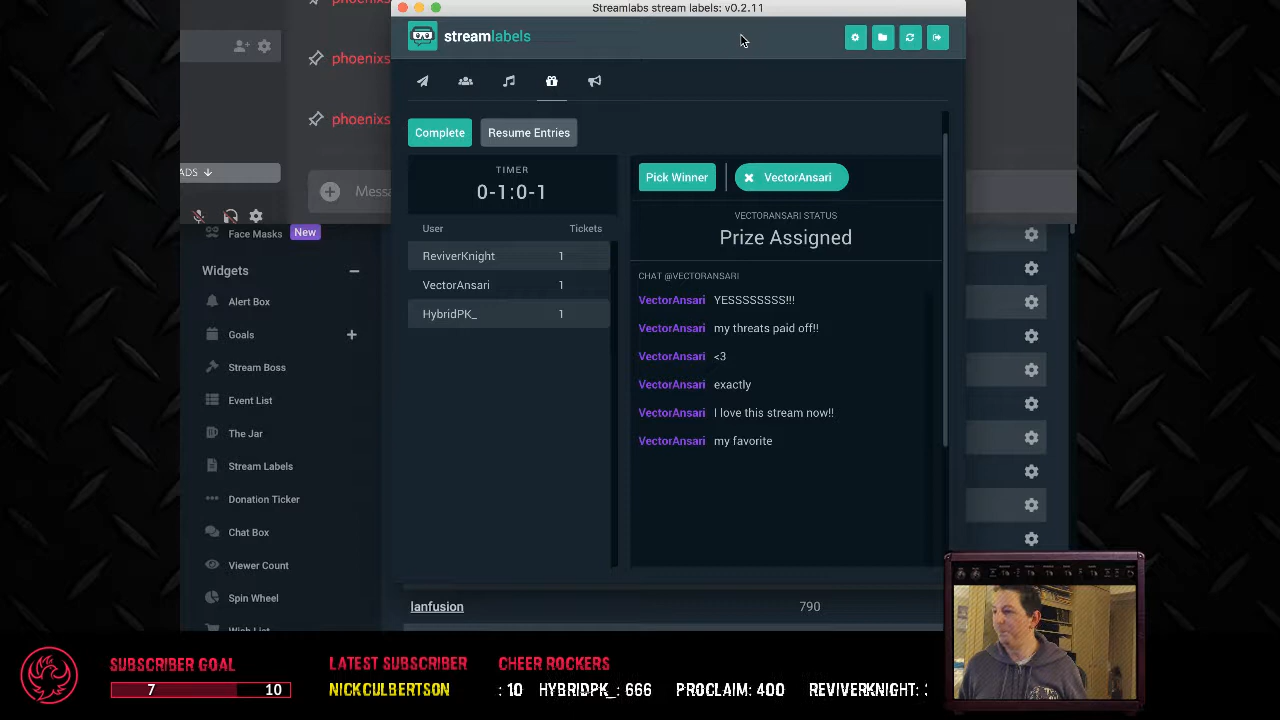 phoenixs
phoenixs
ADS ↓
Messa
Face Masks New
Widgets
Alert Box
Goals
Stream Boss
Event List
The Jar
Stream Labels
Donation Ticker
Chat Box
Viewer Count
Spin Wheel
Streamlabs stream labels: v0.2.11
streamlabels
Complete Resume Entries
TIMER
0-1:0-1
User Tickets
ReviverKnight 1
VectorAnsari 1
HybridPK_ 1
Pick Winner VectorAnsari
VECTORANSARI STATUS
Prize Assigned
CHAT @VECTORANSARI
VectorAnsari YESSSSSSSS!!!
VectorAnsari my threats paid off!!
VectorAnsari <3
VectorAnsari exactly
VectorAnsari I love this stream now!!
VectorAnsari my favorite
lanfusion 790
SUBSCRIBER GOAL
7 10
LATEST SUBSCRIBER
NICKCULBERTSON
CHEER ROCKERS
: 10 HYBRIDPK_: 666 PROCLAIM: 400 REVIVERKNIGHT: